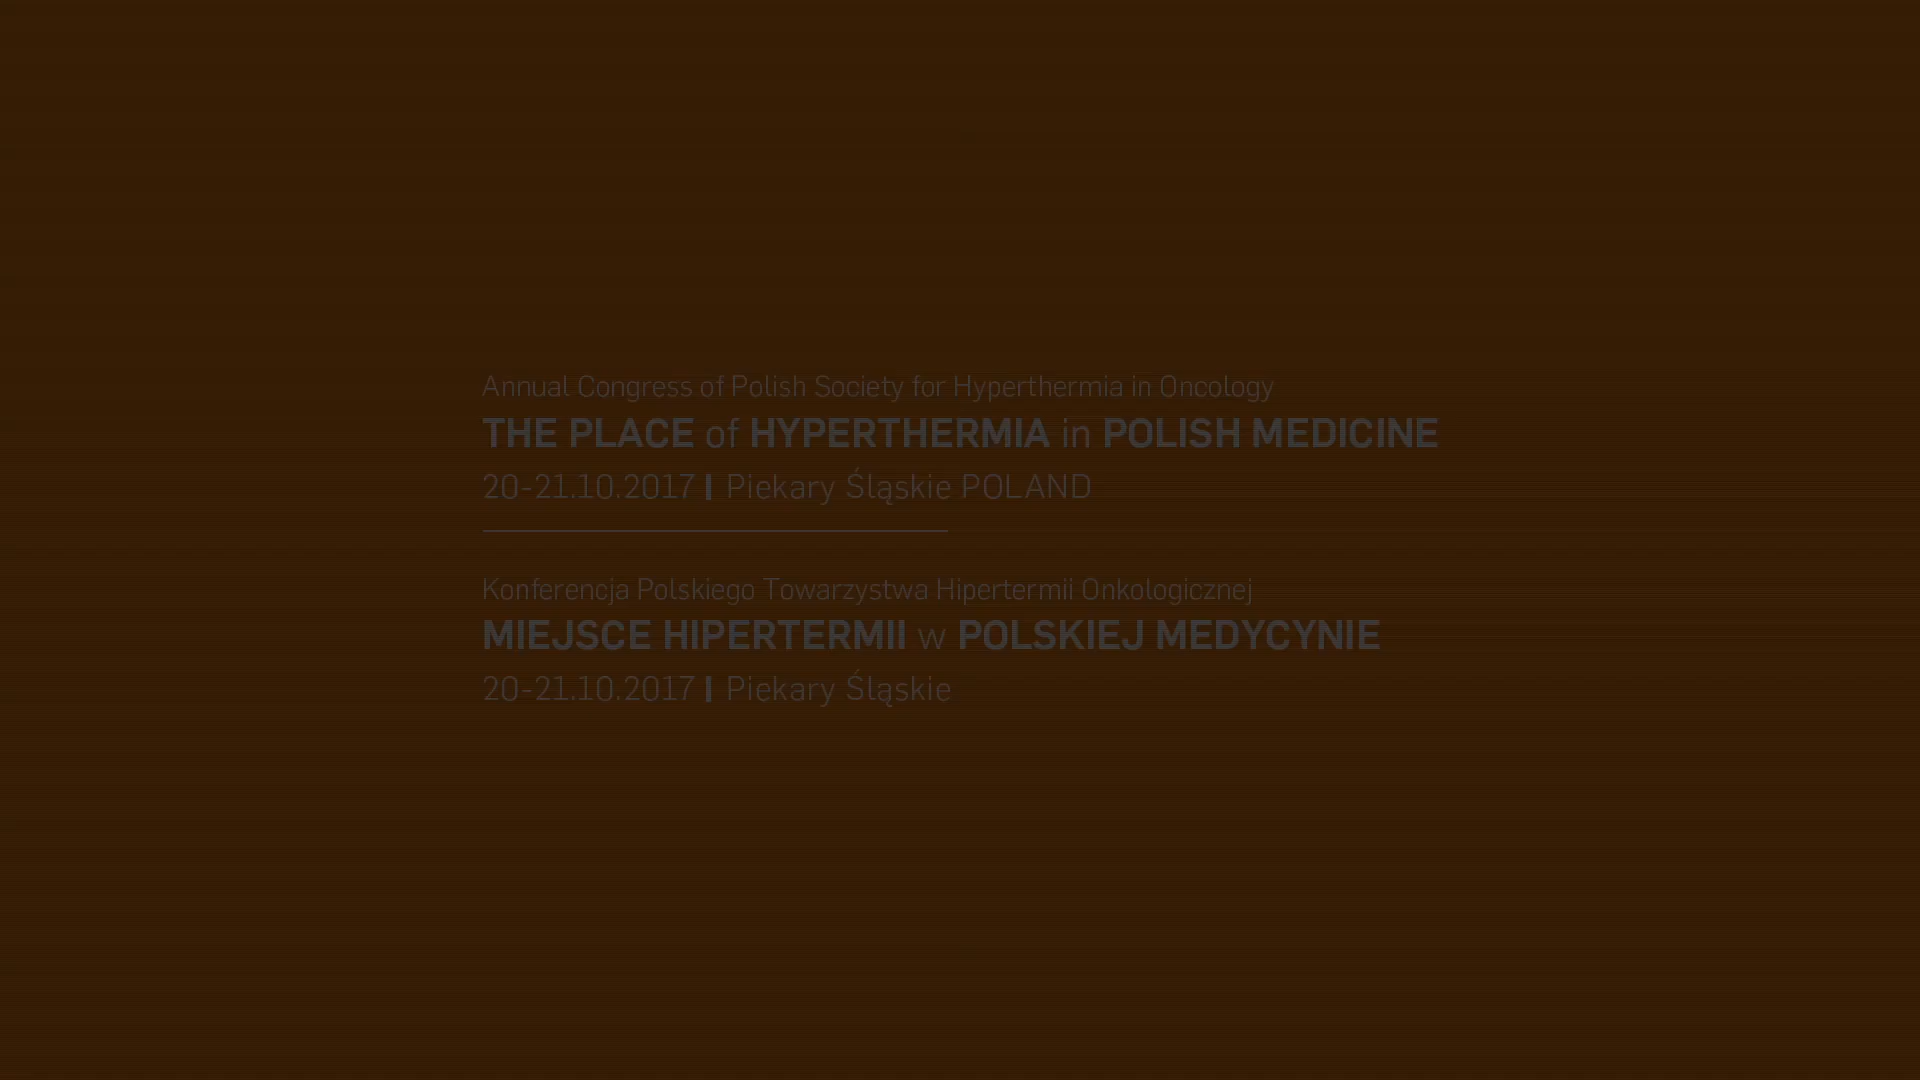 Annual Congress of Polish Society for Hyperthermia in Oncology
THE PLACE of HYPERTHERMIA in POLISH MEDICINE
20-21.10.2017 | Piekary Śląskie POLAND
Konferencja Polskiego Towarzystwa Hipertermii Onkologicznej
MIEJSCE HIPERTERMII w POLSKIEJ MEDYCYNIE
20-21.10.2017 | Piekary Śląskie